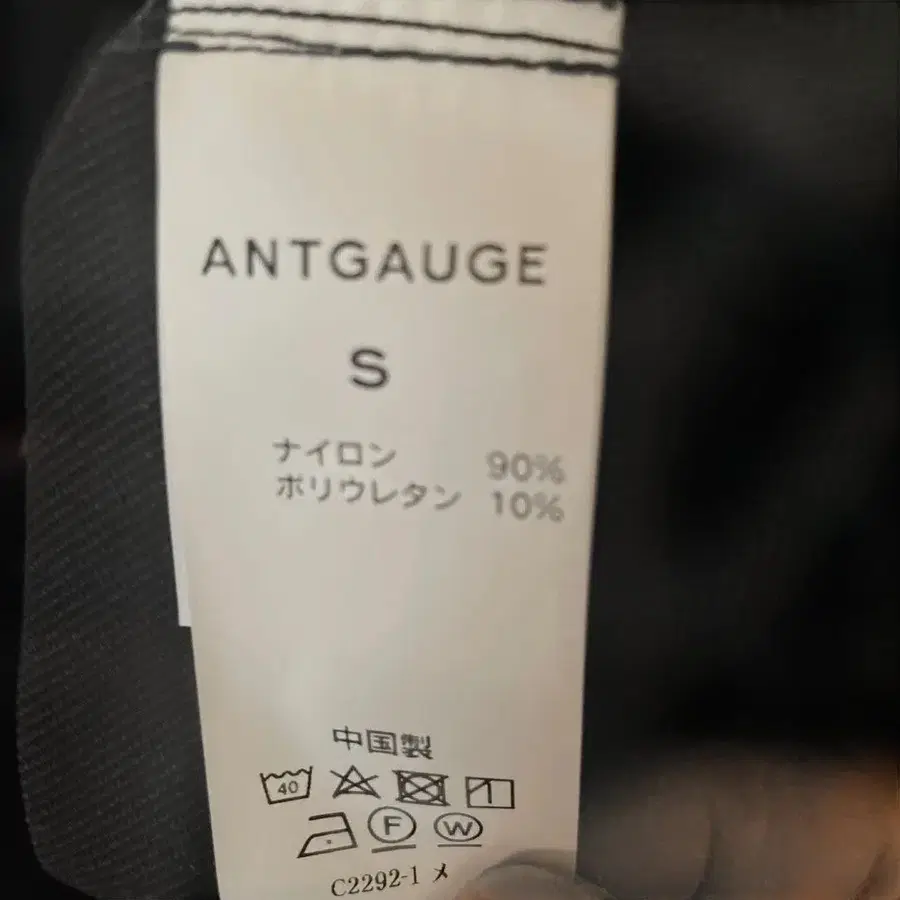 ANTGAUGE
S
ナイロン 90%
ポリウレタン 10%
中国製
40
F W
C2292-1 メ